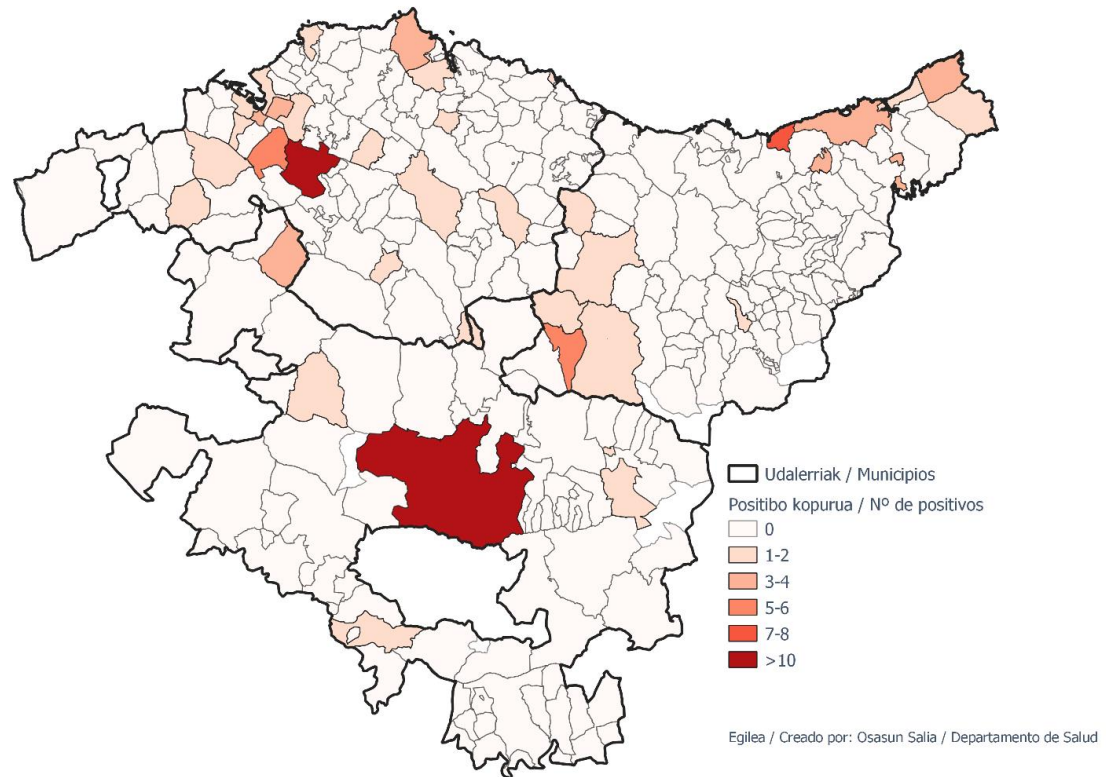 Udalerriak / Municipios
Positibo kopurua / Nº de positivos
0
1-2
3-4
5-6
7-8
>10
Egilea / Creado por: Osasun Salia / Departamento de Salud